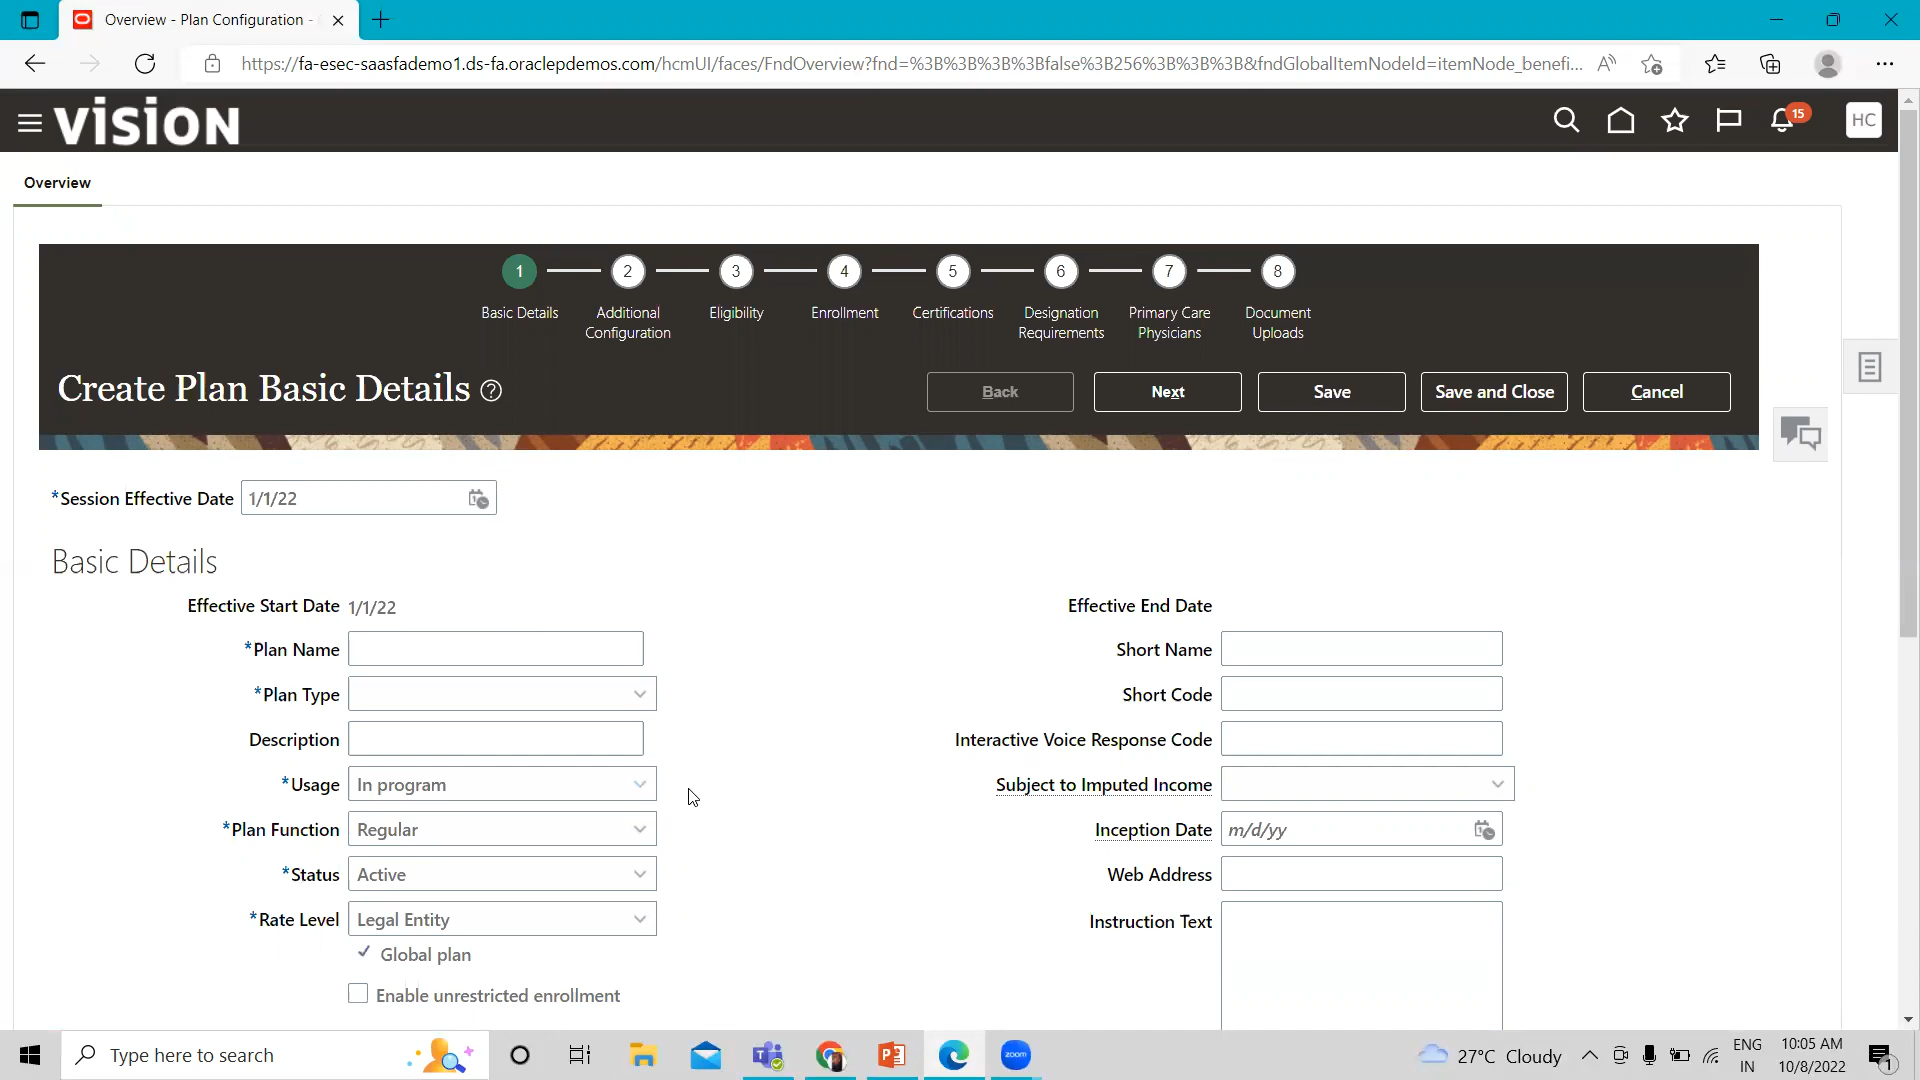 Overview - Plan Configuration -
https://fa-esec-saasfademo1.ds-fa.oraclepdemos.com/hcmUI/faces/FndOverview?fnd=%3B%3B%3B%3Bfalse%3B256%3B%3B%3B&fndGlobalItemNodeId=itemNode_benefi...
vision
15
HC
Overview
1 2 3 4 5 6 7 8
Basic Details
Additional Configuration
Eligibility
Enrollment
Certifications
Designation Requirements
Primary Care Physicians
Document Uploads
Create Plan Basic Details ?
Back Next Save Save and Close Cancel
*Session Effective Date 1/1/22
Basic Details
Effective Start Date 1/1/22
*Plan Name
*Plan Type
Description
*Usage In program
*Plan Function Regular
*Status Active
*Rate Level Legal Entity
Global plan
Enable unrestricted enrollment
Effective End Date
Short Name
Short Code
Interactive Voice Response Code
Subject to Imputed Income
Inception Date m/d/yy
Web Address
Instruction Text
Type here to search
zoom
27°C Cloudy
ENG
IN
10:05 AM
10/8/2022
1